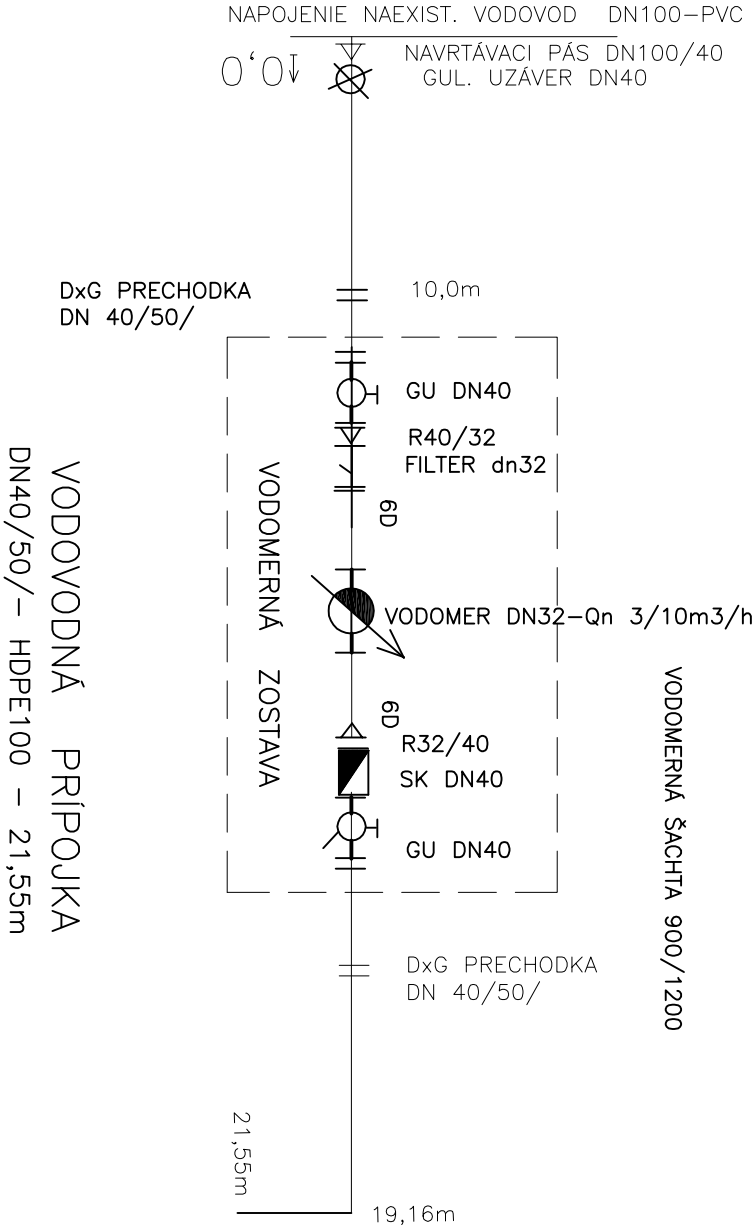 NAPOJENIE NAEXIST. VODOVOD DN100-PVC
NAVRTÁVACI PÁS DN100/40
GUL. UZÁVER DN40
0,0
DxG PRECHODKA
DN 40/50/
10,0m
GU DN40
R40/32
FILTER dn32
6D
VODOMER DN32-Qn 3/10m3/h
6D
R32/40
SK DN40
GU DN40
VODOMERNÁ ZOSTAVA
VODOMERNÁ ŠACHTA 900/1200
VODOVODNÁ PRÍPOJKA
DN40/50/- HDPE100 - 21,55m
DxG PRECHODKA
DN 40/50/
21,55m
19,16m